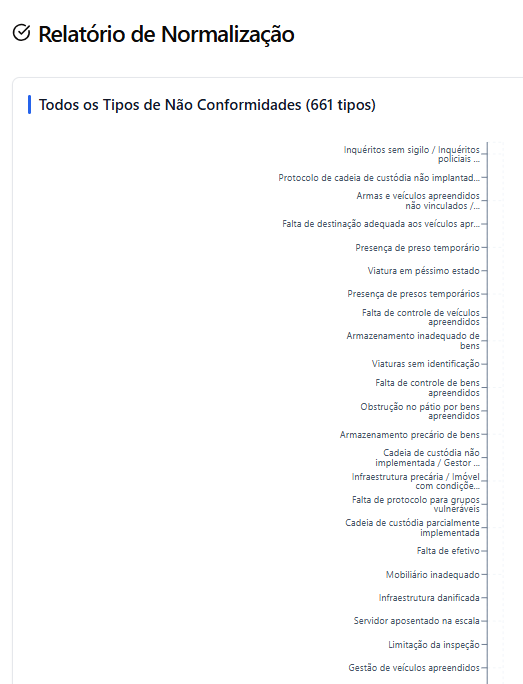 Relatório de Normalização
Todos os Tipos de Não Conformidades (661 tipos)
Inquéritos sem sigilo / Inquéritos
policiais ...
Protocolo de cadeia de custódia não implantad...
Armas e veículos apreendidos
não vinculados /...
Falta de destinação adequada aos veículos apr...
Presença de preso temporário
Viatura em péssimo estado
Presença de presos temporários
Falta de controle de veículos
apreendidos
Armazenamento inadequado de
bens
Viaturas sem identificação
Falta de controle de bens
apreendidos
Obstrução no pátio por bens
apreendidos
Armazenamento precário de bens
Cadeia de custódia não
implementada / Gestor ...
Infraestrutura precária / Imóvel
com condiçõe...
Falta de protocolo para grupos
vulneráveis
Cadeia de custódia parcialmente
implementada
Falta de efetivo
Mobiliário inadequado
Infraestrutura danificada
Servidor aposentado na escala
Limitação da inspeção
Gestão de veículos apreendidos